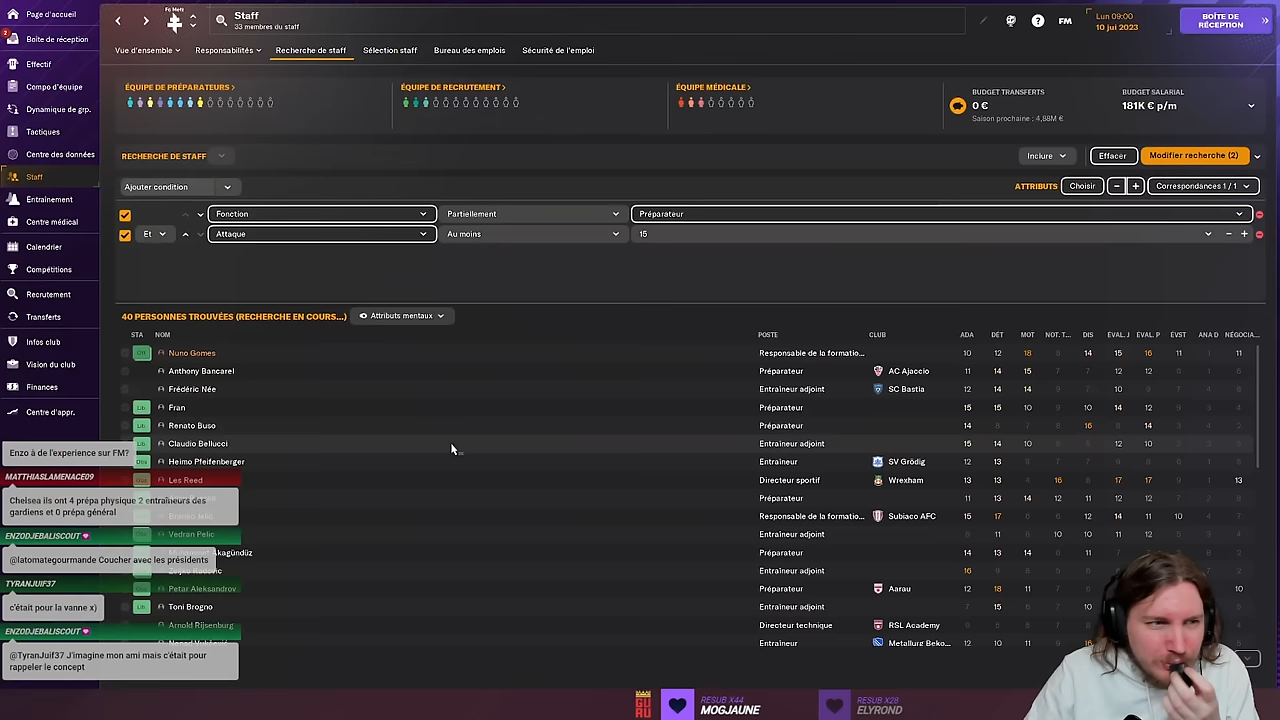 Page d'accueil
2
Boîte de réception
Effectif
Compo d'équipe
Dynamique de grp.
Tactiques
Centre des données
Staff
Entraînement
Centre médical
Calendrier
Compétitions
Recrutement
Transferts
Infos club
Vision du club
Finances
Centre d'appr.
FC Metz
Staff
33 membres du staff
FM
Lun 09:00
10 jui 2023
BOÎTE DE RÉCEPTION
Vue d'ensemble
Responsabilités
Recherche de staff
Sélection staff
Bureau des emplois
Sécurité de l'emploi
ÉQUIPE DE PRÉPARATEURS >
ÉQUIPE DE RECRUTEMENT >
ÉQUIPE MÉDICALE >
BUDGET TRANSFERTS
0 €
Saison prochaine : 4,88M €
BUDGET SALARIAL
181K € p/m
RECHERCHE DE STAFF
Inclure
Effacer
Modifier recherche (2)
Ajouter condition
ATTRIBUTS
Choisir
Correspondances 1 / 1
Fonction
Partiellement
Préparateur
Et
Attaque
Au moins
15
40 PERSONNES TROUVÉES (RECHERCHE EN COURS...)
Attributs mentaux
STA NOM POSTE CLUB ADA DÉT MOT NOT. T... DIS ÉVAL. J ÉVAL. P ÉVST ANA D NÉGOCIA...
Nuno Gomes Responsable de la formatio... 10 12 18 14 15 16 11 11
Anthony Bancarel Préparateur AC Ajaccio 11 14 15 12 12
Frédéric Née Entraîneur adjoint SC Bastia 12 14 14 9 10
Lib Fran Préparateur 15 15 10 9 10 14 12
Lib Renato Buso Préparateur 14 16 14
Lib Claudio Bellucci Entraîneur adjoint 15 14 10 12 10
Heimo Pfeifenberger Entraîneur SV Grödig 12 13
Les Reed Directeur sportif Wrexham 13 13 16 17 17 13
Préparateur 11 13 14 12 11 12 12
Responsable de la formatio... Subiaco AFC 15 17 12 14 11 10
Vedran Pelic Entraîneur adjoint 11 10 10 11 12
Akagündüz Préparateur 14 13 14 11
Entraîneur adjoint 16
Petar Aleksandrov Préparateur Aarau 12 18 11 10
Lib Toni Brogno Entraîneur adjoint 15 10
Arnold Rijsenburg Directeur technique RSL Academy
Entraîneur Metallurg Beko... 12 10 11
Enzo à de l'experience sur FM?
MATTHIASLAMENACE09
Chelsea ils ont 4 prépa physique 2 entraîneurs des
gardiens et 0 prépa général
ENZODJEBALISCOUT
@latomategourmande Coucher avec les présidents
TYRANJUIF37
c'était pour la vanne x)
ENZODJEBALISCOUT
@TyranJuif37 J'imagine mon ami mais c'était pour
rappeler le concept
GURU
RESUB X44
MOGJAUNE
RESUB X28
ELYROND